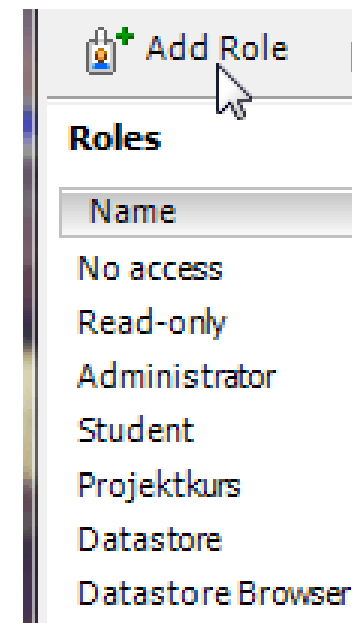 Add Role
Roles
Name
No access
Read-only
Administrator
Student
Projektkurs
Datastore
Datastore Browser